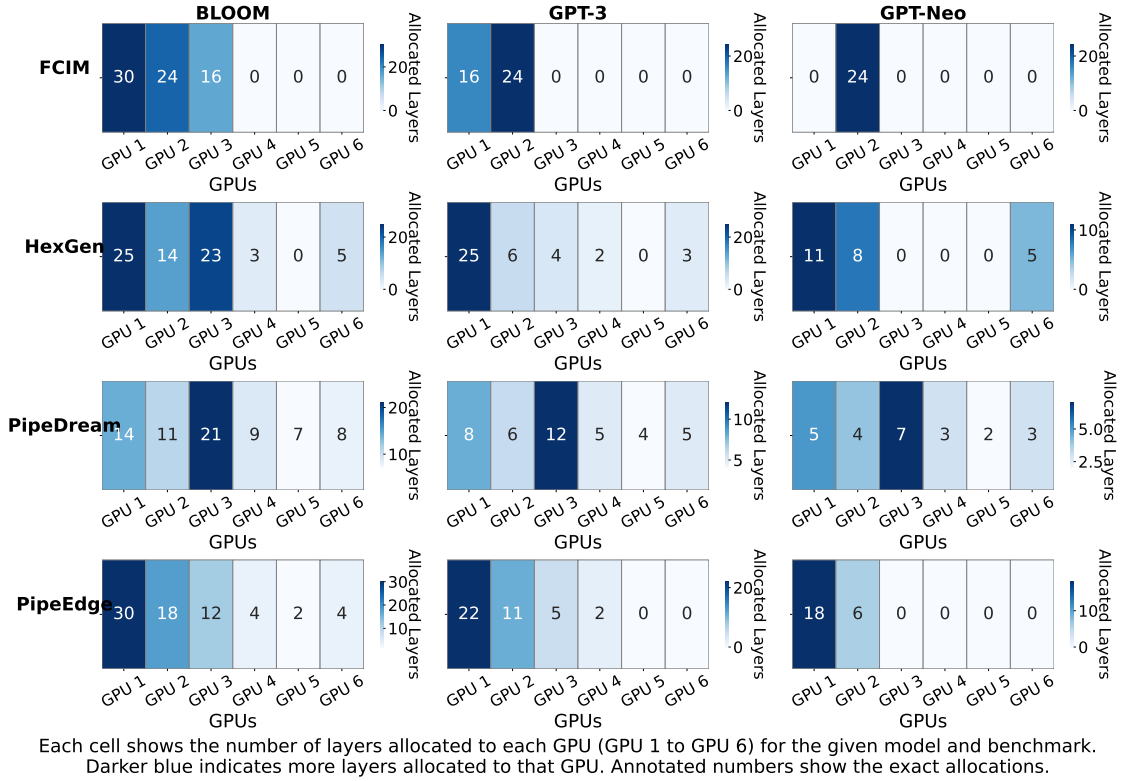 BLOOM GPT-3 GPT-Neo
FCIM
30 24 16 0 0 0
0 20
Allocated Layers
GPU 1 GPU 2 GPU 3 GPU 4 GPU 5 GPU 6
GPUs
16 24 0 0 0 0
0 20
Allocated Layers
GPU 1 GPU 2 GPU 3 GPU 4 GPU 5 GPU 6
GPUs
0 24 0 0 0 0
0 20
Allocated Layers
GPU 1 GPU 2 GPU 3 GPU 4 GPU 5 GPU 6
GPUs
HexGen
25 14 23 3 0 5
0 20
Allocated Layers
GPU 1 GPU 2 GPU 3 GPU 4 GPU 5 GPU 6
GPUs
25 6 4 2 0 3
0 20
Allocated Layers
GPU 1 GPU 2 GPU 3 GPU 4 GPU 5 GPU 6
GPUs
11 8 0 0 0 5
0 10
Allocated Layers
GPU 1 GPU 2 GPU 3 GPU 4 GPU 5 GPU 6
GPUs
PipeDream
14 11 21 9 7 8
10 20
Allocated Layers
GPU 1 GPU 2 GPU 3 GPU 4 GPU 5 GPU 6
GPUs
8 6 12 5 4 5
5 10
Allocated Layers
GPU 1 GPU 2 GPU 3 GPU 4 GPU 5 GPU 6
GPUs
5 4 7 3 2 3
2.5 5.0
Allocated Layers
GPU 1 GPU 2 GPU 3 GPU 4 GPU 5 GPU 6
GPUs
PipeEdge
30 18 12 4 2 4
10 20 30
Allocated Layers
GPU 1 GPU 2 GPU 3 GPU 4 GPU 5 GPU 6
GPUs
22 11 5 2 0 0
0 20
Allocated Layers
GPU 1 GPU 2 GPU 3 GPU 4 GPU 5 GPU 6
GPUs
18 6 0 0 0 0
0 10
Allocated Layers
GPU 1 GPU 2 GPU 3 GPU 4 GPU 5 GPU 6
GPUs
Each cell shows the number of layers allocated to each GPU (GPU 1 to GPU 6) for the given model and benchmark.
Darker blue indicates more layers allocated to that GPU. Annotated numbers show the exact allocations.